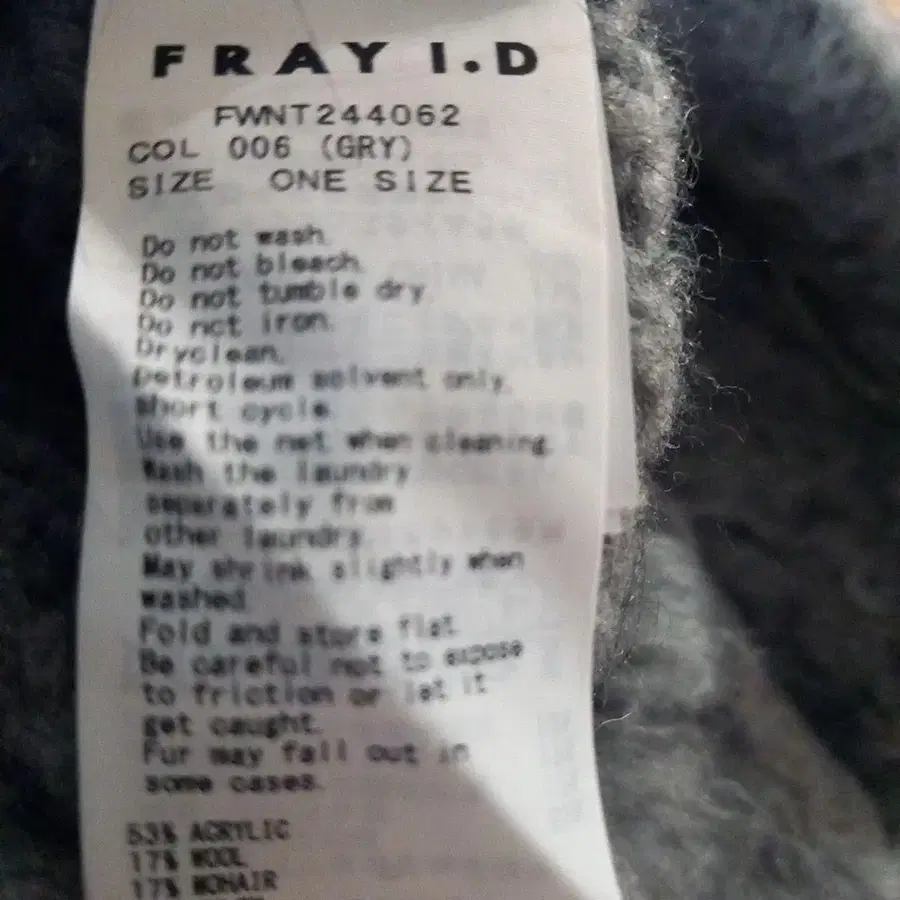 FRAY I.D
FWNT244062
COL 006 (GRY)
SIZE ONE SIZE
Do not wash.
Do not bleach.
Do not tumble dry.
Do not iron.
Dryclean.
Petroleum solvent only,
short cycle.
Use the net when cleaning.
Wash the laundry
separately from
other laundry.
May shrink slightly when
washed.
Fold and store flat.
Be careful not to expose
to friction or let it
get caught.
Fur may fall out in
some cases.
53% ACRYLIC
17% WOOL
17% MOHAIR